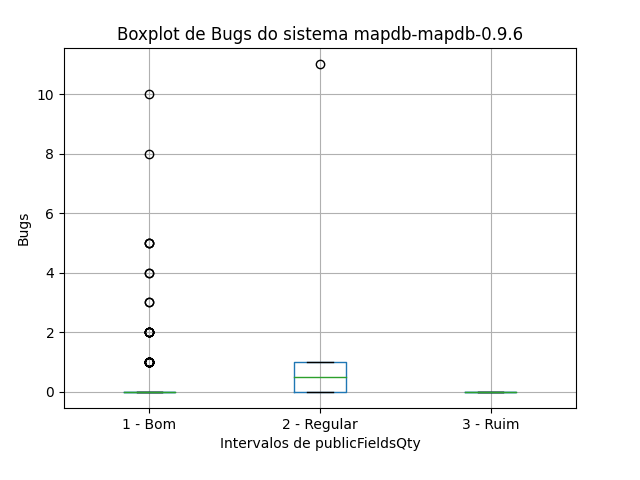 Boxplot de Bugs do sistema mapdb-mapdb-0.9.6
Bugs
10
8
6
4
2
0
1 - Bom
2 - Regular
3 - Ruim
Intervalos de publicFieldsQty